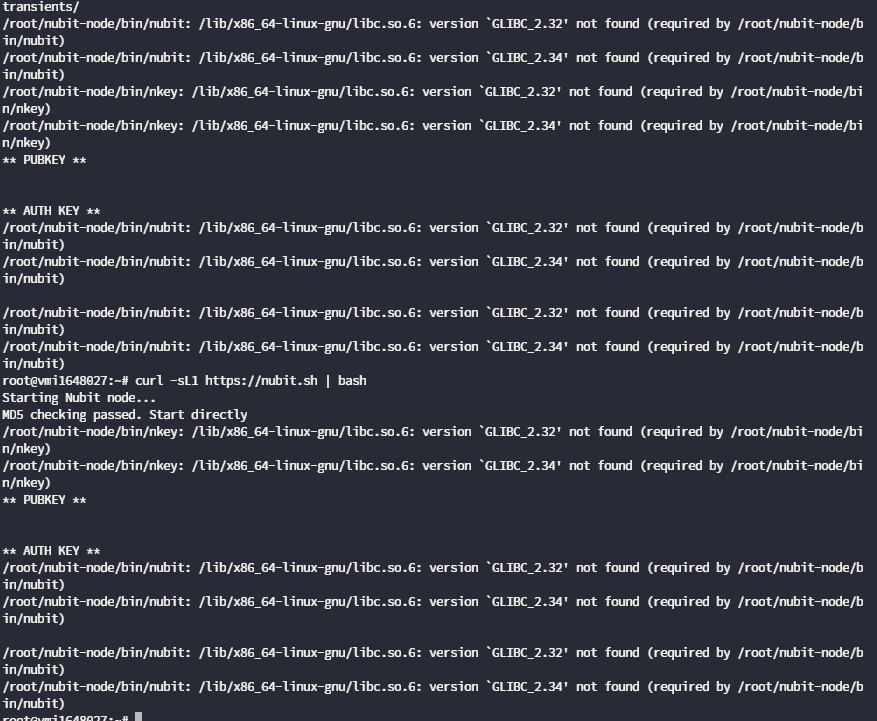 transients/
/root/nubit-node/bin/nubit: /lib/x86_64-linux-gnu/libc.so.6: version `GLIBC_2.32' not found (required by /root/nubit-node/b
in/nubit)
/root/nubit-node/bin/nubit: /lib/x86_64-linux-gnu/libc.so.6: version `GLIBC_2.34' not found (required by /root/nubit-node/b
in/nubit)
/root/nubit-node/bin/nkey: /lib/x86_64-linux-gnu/libc.so.6: version `GLIBC_2.32' not found (required by /root/nubit-node/bi
n/nkey)
/root/nubit-node/bin/nkey: /lib/x86_64-linux-gnu/libc.so.6: version `GLIBC_2.34' not found (required by /root/nubit-node/bi
n/nkey)
** PUBKEY **
** AUTH KEY **
/root/nubit-node/bin/nubit: /lib/x86_64-linux-gnu/libc.so.6: version `GLIBC_2.32' not found (required by /root/nubit-node/b
in/nubit)
/root/nubit-node/bin/nubit: /lib/x86_64-linux-gnu/libc.so.6: version `GLIBC_2.34' not found (required by /root/nubit-node/b
in/nubit)
/root/nubit-node/bin/nubit: /lib/x86_64-linux-gnu/libc.so.6: version `GLIBC_2.32' not found (required by /root/nubit-node/b
in/nubit)
/root/nubit-node/bin/nubit: /lib/x86_64-linux-gnu/libc.so.6: version `GLIBC_2.34' not found (required by /root/nubit-node/b
in/nubit)
root@vmi1648027:~# curl -sL1 https://nubit.sh | bash
Starting Nubit node...
MD5 checking passed. Start directly
/root/nubit-node/bin/nkey: /lib/x86_64-linux-gnu/libc.so.6: version `GLIBC_2.32' not found (required by /root/nubit-node/bi
n/nkey)
/root/nubit-node/bin/nkey: /lib/x86_64-linux-gnu/libc.so.6: version `GLIBC_2.34' not found (required by /root/nubit-node/bi
n/nkey)
** PUBKEY **
** AUTH KEY **
/root/nubit-node/bin/nubit: /lib/x86_64-linux-gnu/libc.so.6: version `GLIBC_2.32' not found (required by /root/nubit-node/b
in/nubit)
/root/nubit-node/bin/nubit: /lib/x86_64-linux-gnu/libc.so.6: version `GLIBC_2.34' not found (required by /root/nubit-node/b
in/nubit)
/root/nubit-node/bin/nubit: /lib/x86_64-linux-gnu/libc.so.6: version `GLIBC_2.32' not found (required by /root/nubit-node/b
in/nubit)
/root/nubit-node/bin/nubit: /lib/x86_64-linux-gnu/libc.so.6: version `GLIBC_2.34' not found (required by /root/nubit-node/b
in/nubit)
root@vmi1648027:~#